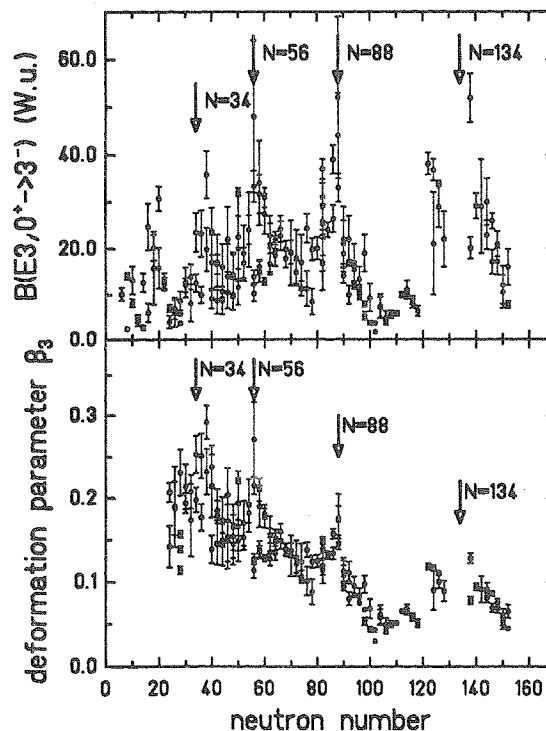 B(E3,0⁺->3⁻) (W.u.)
60.0
40.0
20.0
0.0
N=34
N=56
N=88
N=134
deformation parameter β₃
0.3
0.2
0.1
0.0
N=34
N=56
N=88
N=134
0 20 40 60 80 100 120 140 160
neutron number